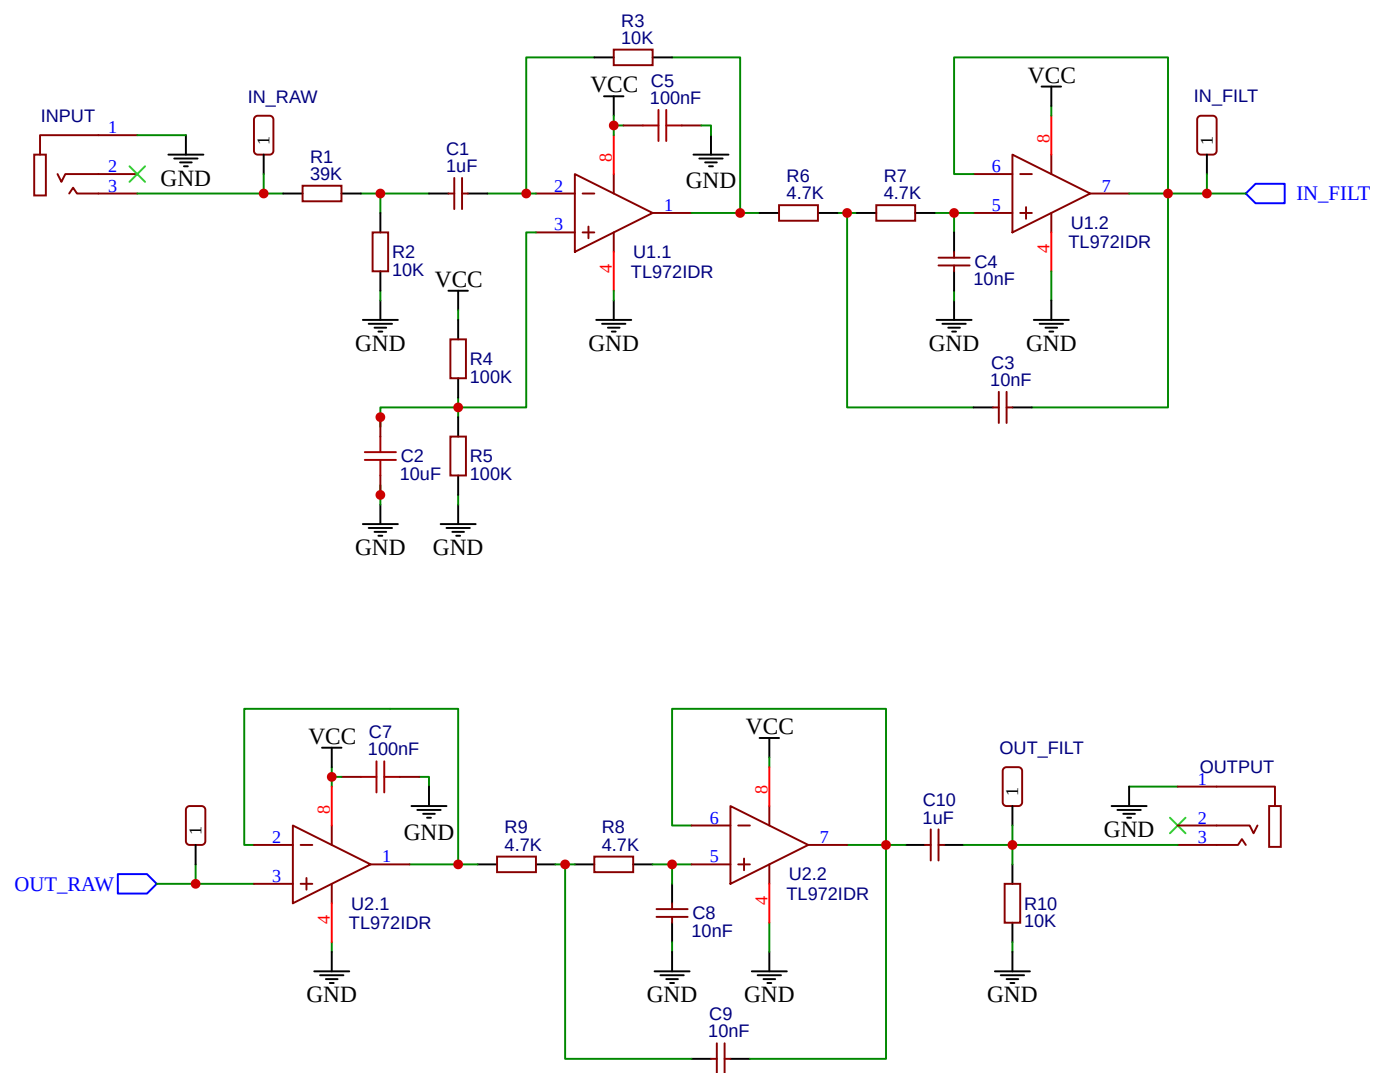 R3
10K
VCC
C5
100nF
VCC
INPUT
IN_RAW
IN_FILT
1
1
1
2
3
GND
R1
39K
C1
1uF
8
GND
R6
4.7K
R7
4.7K
8
6
7
IN_FILT
2
3
1
5
U1.1
TL972IDR
4
U1.2
TL972IDR
4
R2
10K
VCC
C4
10nF
GND
GND
GND
GND
R4
100K
C3
10nF
C2
10uF
R5
100K
GND
GND
VCC
C7
100nF
VCC
OUT_FILT
OUTPUT
1
1
1
2
3
8
GND
8
C10
1uF
GND
2
3
1
R9
4.7K
R8
4.7K
6
5
7
OUT_RAW
4
U2.1
TL972IDR
4
U2.2
TL972IDR
C8
10nF
R10
10K
GND
GND
GND
GND
C9
10nF